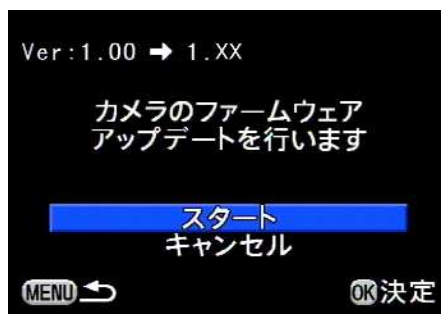 Ver:1.00 ➡ 1.XX
カメラのファームウェア
アップデートを行います
スタート
キャンセル
MENU OK決定